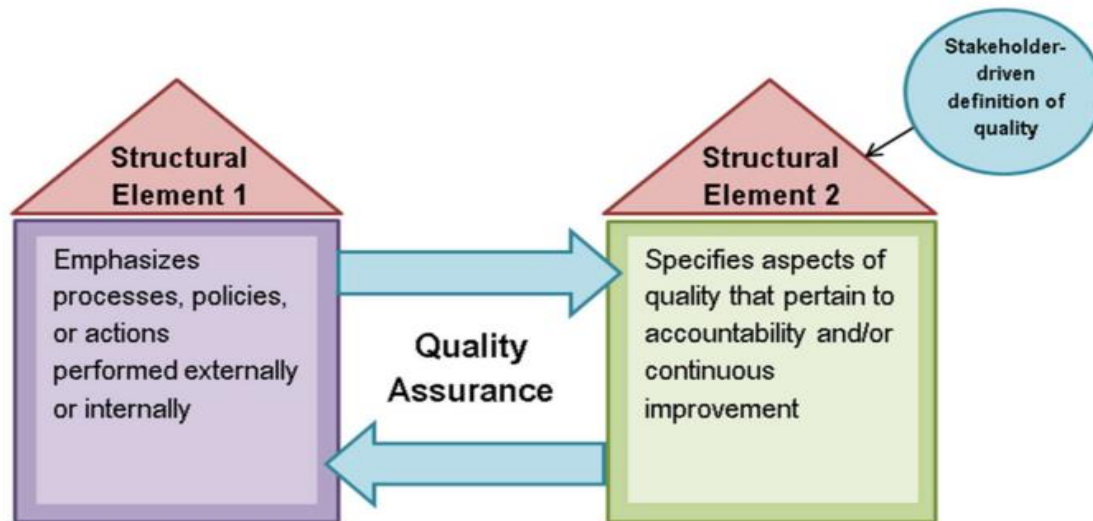 Stakeholder-
driven
definition of
quality
Structural
Element 1
Structural
Element 2
Emphasizes
processes, policies,
or actions
performed externally
or internally
Quality
Assurance
Specifies aspects of
quality that pertain to
accountability and/or
continuous
improvement